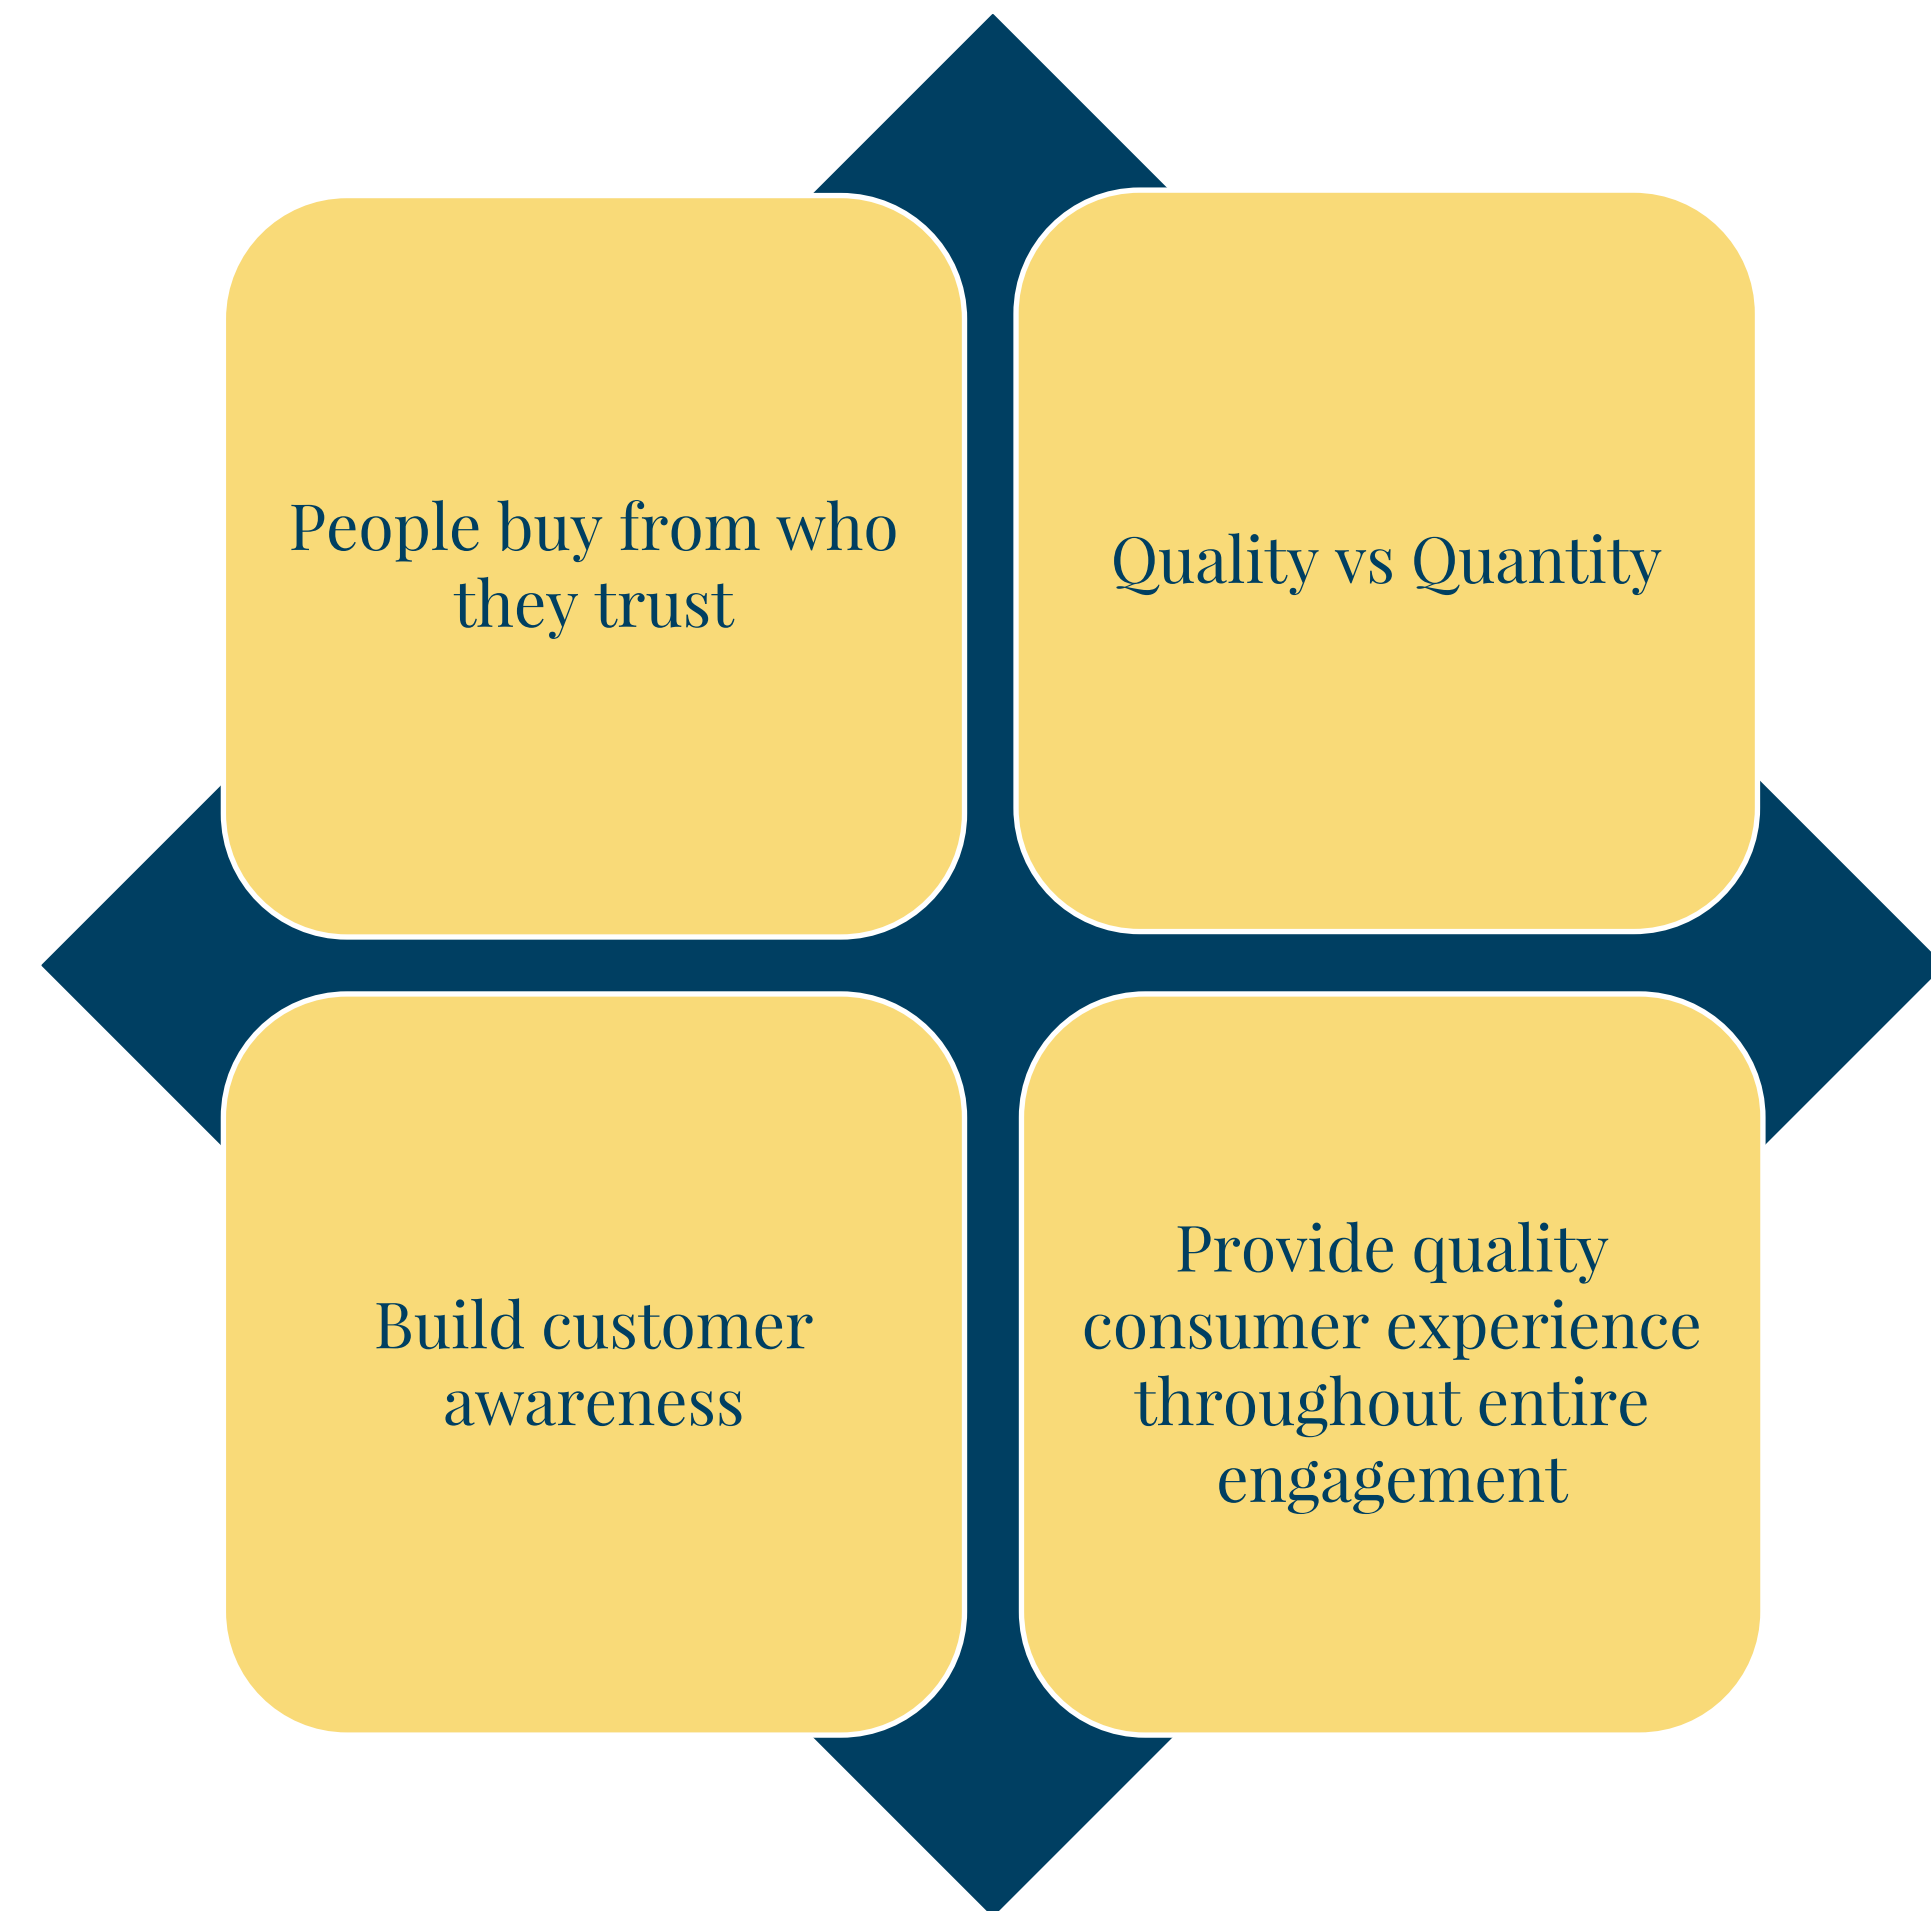 People buy from who
they trust
Quality vs Quantity
Build customer
awareness
Provide quality
consumer experience
throughout entire
engagement